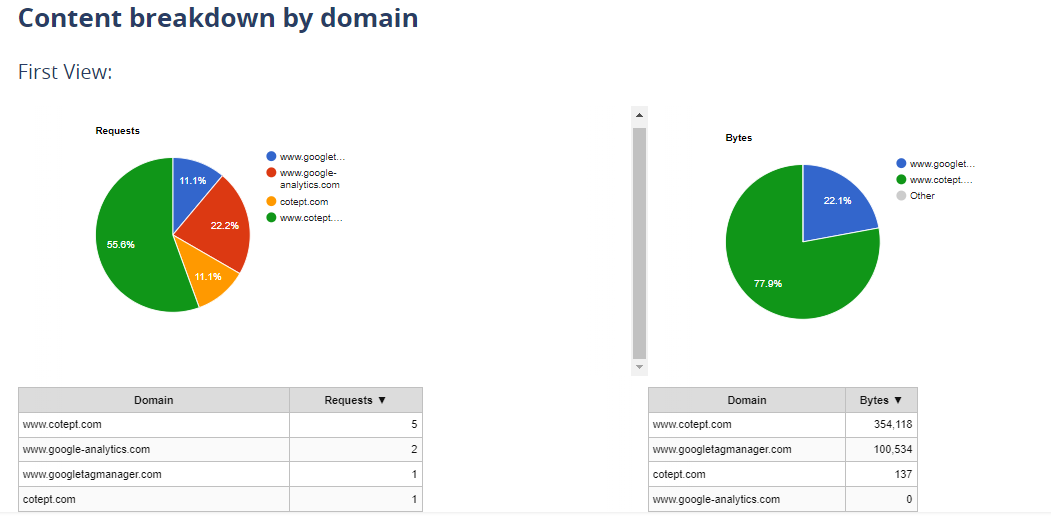 Content breakdown by domain
First View:
Requests
www.googlet...
www.google-
analytics.com
cotept.com
www.cotept....
11.1%
22.2%
11.1%
55.6%
Bytes
www.googlet...
www.cotept....
Other
22.1%
77.9%
Domain Requests ▼
www.cotept.com 5
www.google-analytics.com 2
www.googletagmanager.com 1
cotept.com 1
Domain Bytes ▼
www.cotept.com 354,118
www.googletagmanager.com 100,534
cotept.com 137
www.google-analytics.com 0